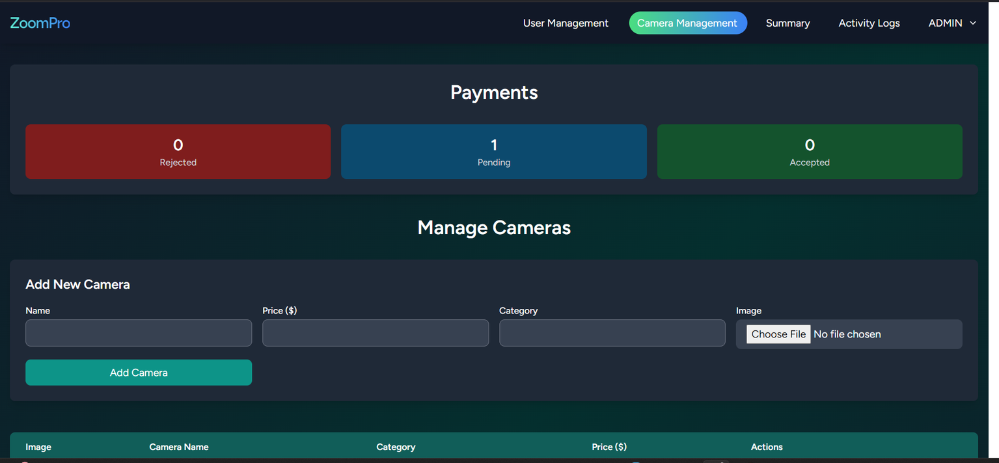 ZoomPro User Management Camera Management Summary Activity Logs ADMIN
Payments
0 1 0
Rejected Pending Accepted
Manage Cameras
Add New Camera
Name Price ($) Category Image
Choose File No file chosen
Add Camera
Image Camera Name Category Price ($) Actions